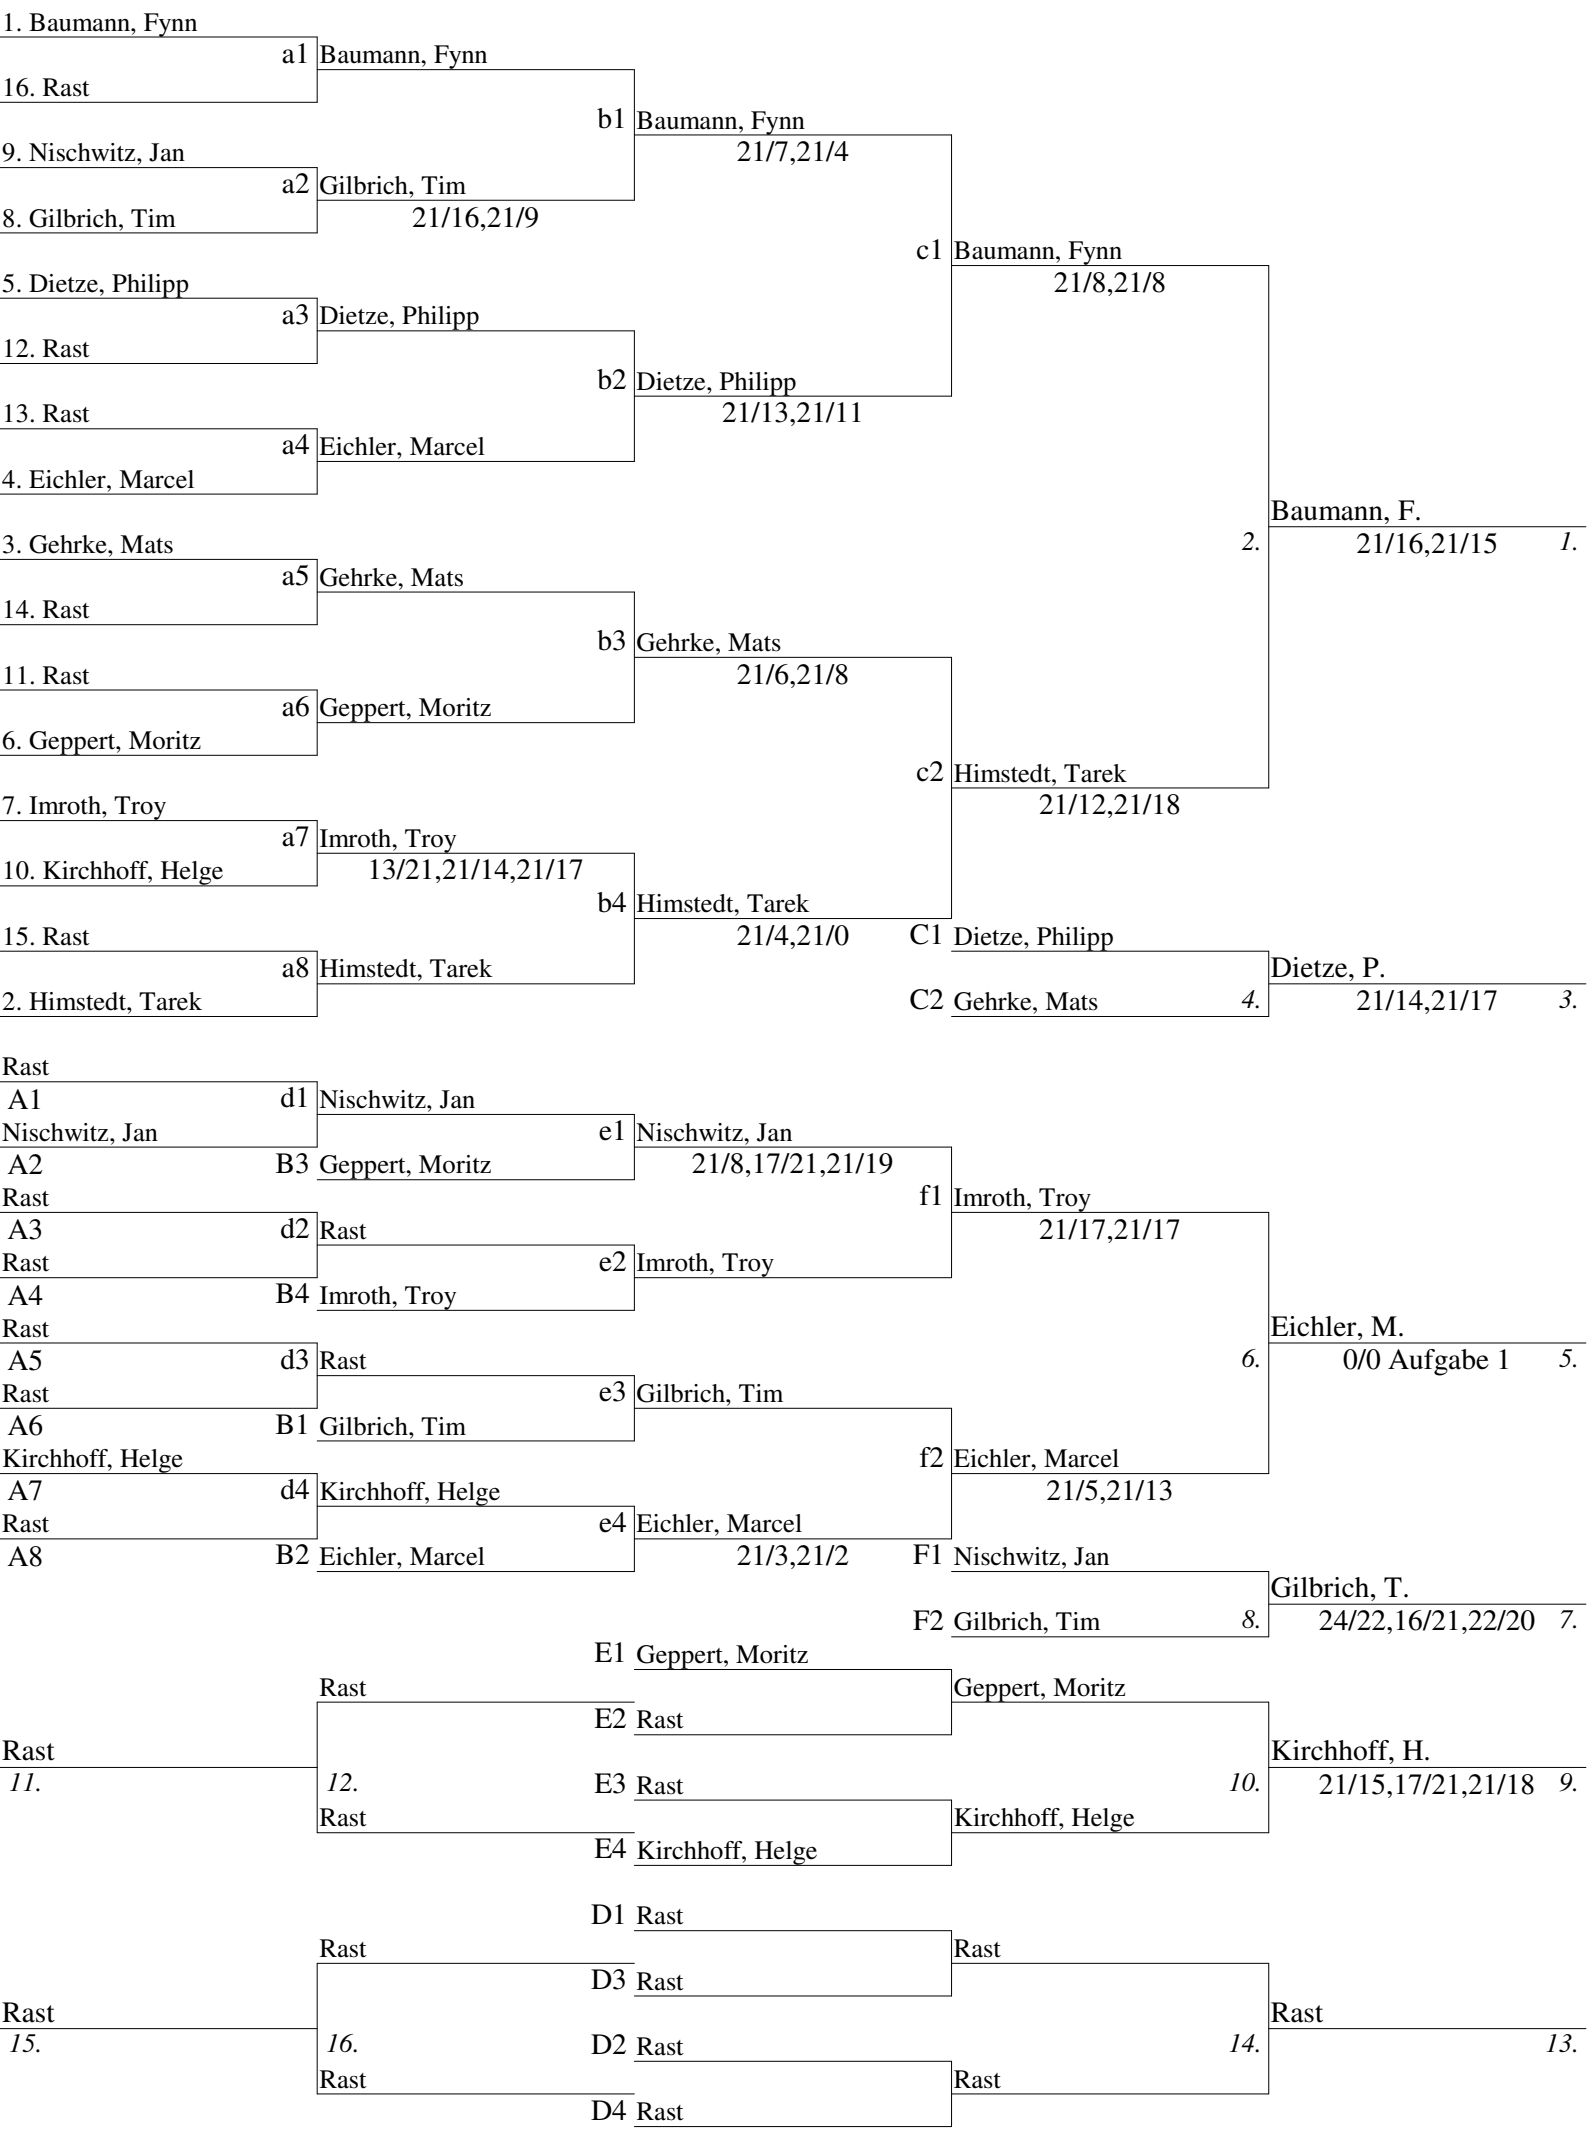 1. Baumann, Fynn
a1 Baumann, Fynn
16. Rast
b1 Baumann, Fynn
21/7,21/4
9. Nischwitz, Jan
a2 Gilbrich, Tim
21/16,21/9
8. Gilbrich, Tim
c1 Baumann, Fynn
21/8,21/8
5. Dietze, Philipp
a3 Dietze, Philipp
12. Rast
b2 Dietze, Philipp
21/13,21/11
13. Rast
a4 Eichler, Marcel
4. Eichler, Marcel
Baumann, F.
2. 21/16,21/15 1.
3. Gehrke, Mats
a5 Gehrke, Mats
14. Rast
b3 Gehrke, Mats
21/6,21/8
11. Rast
a6 Geppert, Moritz
6. Geppert, Moritz
c2 Himstedt, Tarek
21/12,21/18
7. Imroth, Troy
a7 Imroth, Troy
13/21,21/14,21/17
10. Kirchhoff, Helge
b4 Himstedt, Tarek
21/4,21/0
15. Rast
C1 Dietze, Philipp
a8 Himstedt, Tarek
Dietze, P.
2. Himstedt, Tarek
C2 Gehrke, Mats 4. 21/14,21/17 3.
Rast
A1 d1 Nischwitz, Jan
Nischwitz, Jan
e1 Nischwitz, Jan
A2 B3 Geppert, Moritz
21/8,17/21,21/19
Rast
f1 Imroth, Troy
A3 d2 Rast
21/17,21/17
Rast
e2 Imroth, Troy
A4 B4 Imroth, Troy
Rast
Eichler, M.
A5 d3 Rast
6. 0/0 Aufgabe 1 5.
Rast
e3 Gilbrich, Tim
A6 B1 Gilbrich, Tim
Kirchhoff, Helge
f2 Eichler, Marcel
A7 d4 Kirchhoff, Helge
21/5,21/13
Rast
e4 Eichler, Marcel
A8 B2 Eichler, Marcel
21/3,21/2
F1 Nischwitz, Jan
Gilbrich, T.
F2 Gilbrich, Tim 8. 24/22,16/21,22/20 7.
E1 Geppert, Moritz
Rast
Geppert, Moritz
E2 Rast
Rast
Kirchhoff, H.
11. 12. E3 Rast 10. 21/15,17/21,21/18 9.
Rast
Kirchhoff, Helge
E4 Kirchhoff, Helge
D1 Rast
Rast
Rast
D3 Rast
Rast
Rast
15. 16. D2 Rast 14. 13.
Rast
Rast
D4 Rast